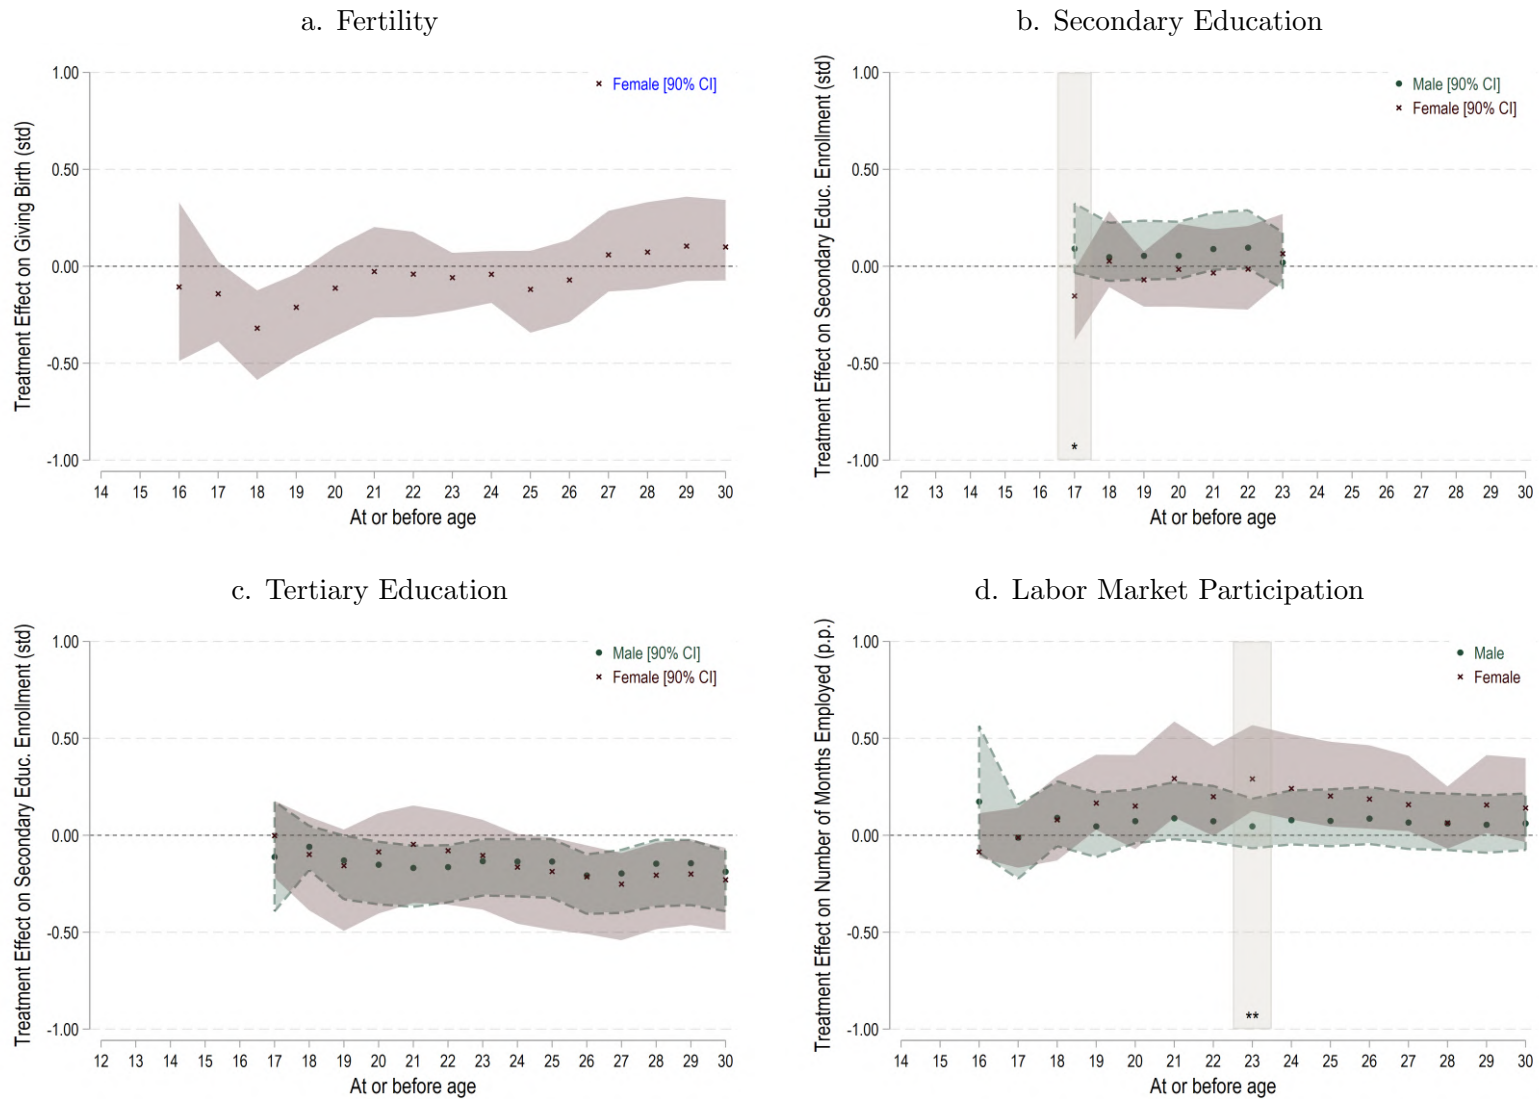 a. Fertility
Treatment Effect on Giving Birth (std)
1.00
0.50
0.00
-0.50
-1.00
× Female [90% CI]
14 15 16 17 18 19 20 21 22 23 24 25 26 27 28 29 30
At or before age
b. Secondary Education
Treatment Effect on Secondary Educ. Enrollment (std)
1.00
0.50
0.00
-0.50
-1.00
Male [90% CI]
× Female [90% CI]
*
12 13 14 15 16 17 18 19 20 21 22 23 24 25 26 27 28 29 30
At or before age
c. Tertiary Education
Treatment Effect on Secondary Educ. Enrollment (std)
1.00
0.50
0.00
-0.50
-1.00
Male [90% CI]
× Female [90% CI]
12 13 14 15 16 17 18 19 20 21 22 23 24 25 26 27 28 29 30
At or before age
d. Labor Market Participation
Treatment Effect on Number of Months Employed (p.p.)
1.00
0.50
0.00
-0.50
-1.00
Male
× Female
**
14 15 16 17 18 19 20 21 22 23 24 25 26 27 28 29 30
At or before age